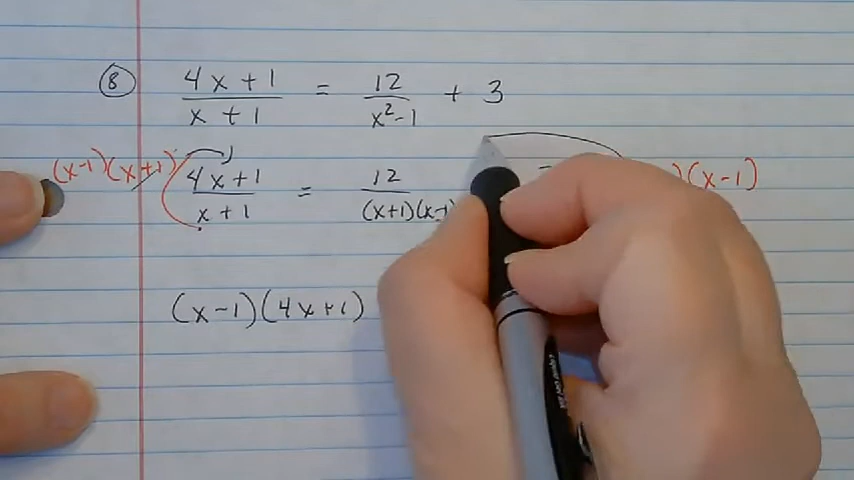 8 (4x+1)/(x+1) = 12/(x²-1) + 3
(x-1)(x+1) (4x+1)/(x+1) = 12/((x+1)(x-1) )(x-1)
(x-1)(4x+1)